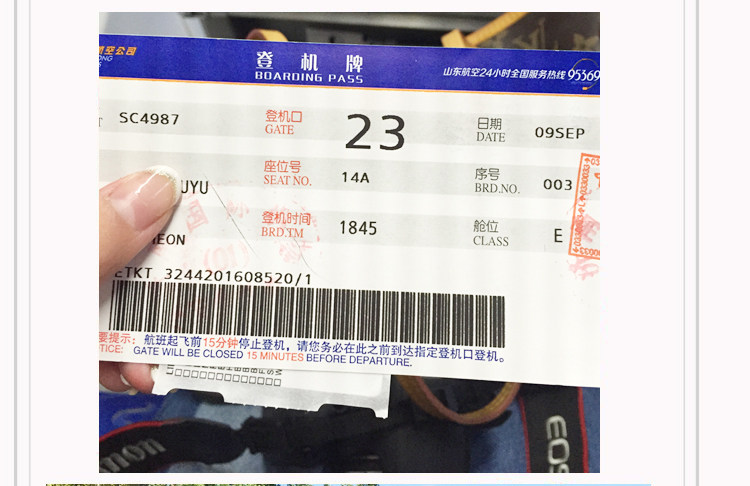 航空公司
登机牌
BOARDING PASS
山东航空24小时全国服务热线 95369
SC4987
登机口
GATE
23
日期
DATE
09SEP
座位号
SEAT NO.
14A
序号
BRD.NO.
003
UYU
登机时间
BRD.TM
1845
舱位
CLASS
E
EON
ETKT 3244201608520/1
要提示：航班起飞前15分钟停止登机，请您务必在此之前到达指定登机口登机。
TICE: GATE WILL BE CLOSED 15 MINUTES BEFORE DEPARTURE.
non
EOS